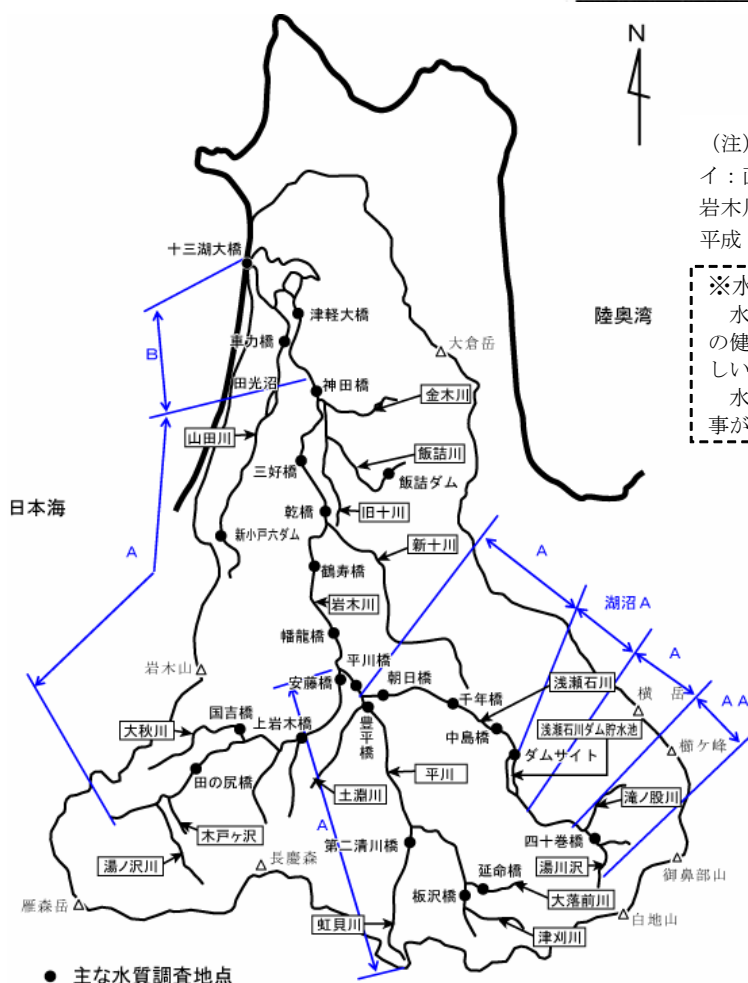 N
（注）
イ：
岩木川
平成
※水
水
の健
しい
水
事が
十三湖大橋
陸奥湾
津軽大橋
車力橋
大倉岳
B
田光沼
神田橋
金木川
山田川
飯詰川
三好橋
飯詰ダム
日本海
乾橋
旧十川
新小戸六ダム
新十川
A
A
鶴寿橋
湖沼A
岩木川
幡龍橋
A
岩木山
平川橋
安藤橋
朝日橋
浅瀬石川
横岳
AA
国吉橋
千年橋
大秋川
上岩木橋
豊平橋
中島橋
浅瀬石川ダム貯水池
櫛ケ峰
ダムサイト
田の尻橋
平川
土淵川
滝ノ股川
A
木戸ヶ沢
第二清川橋
四十巻橋
湯ノ沢川
長慶森
延命橋
湯川沢
御鼻部山
板沢橋
大落前川
雁森岳
白地山
虹貝川
津刈川
● 主な水質調査地点